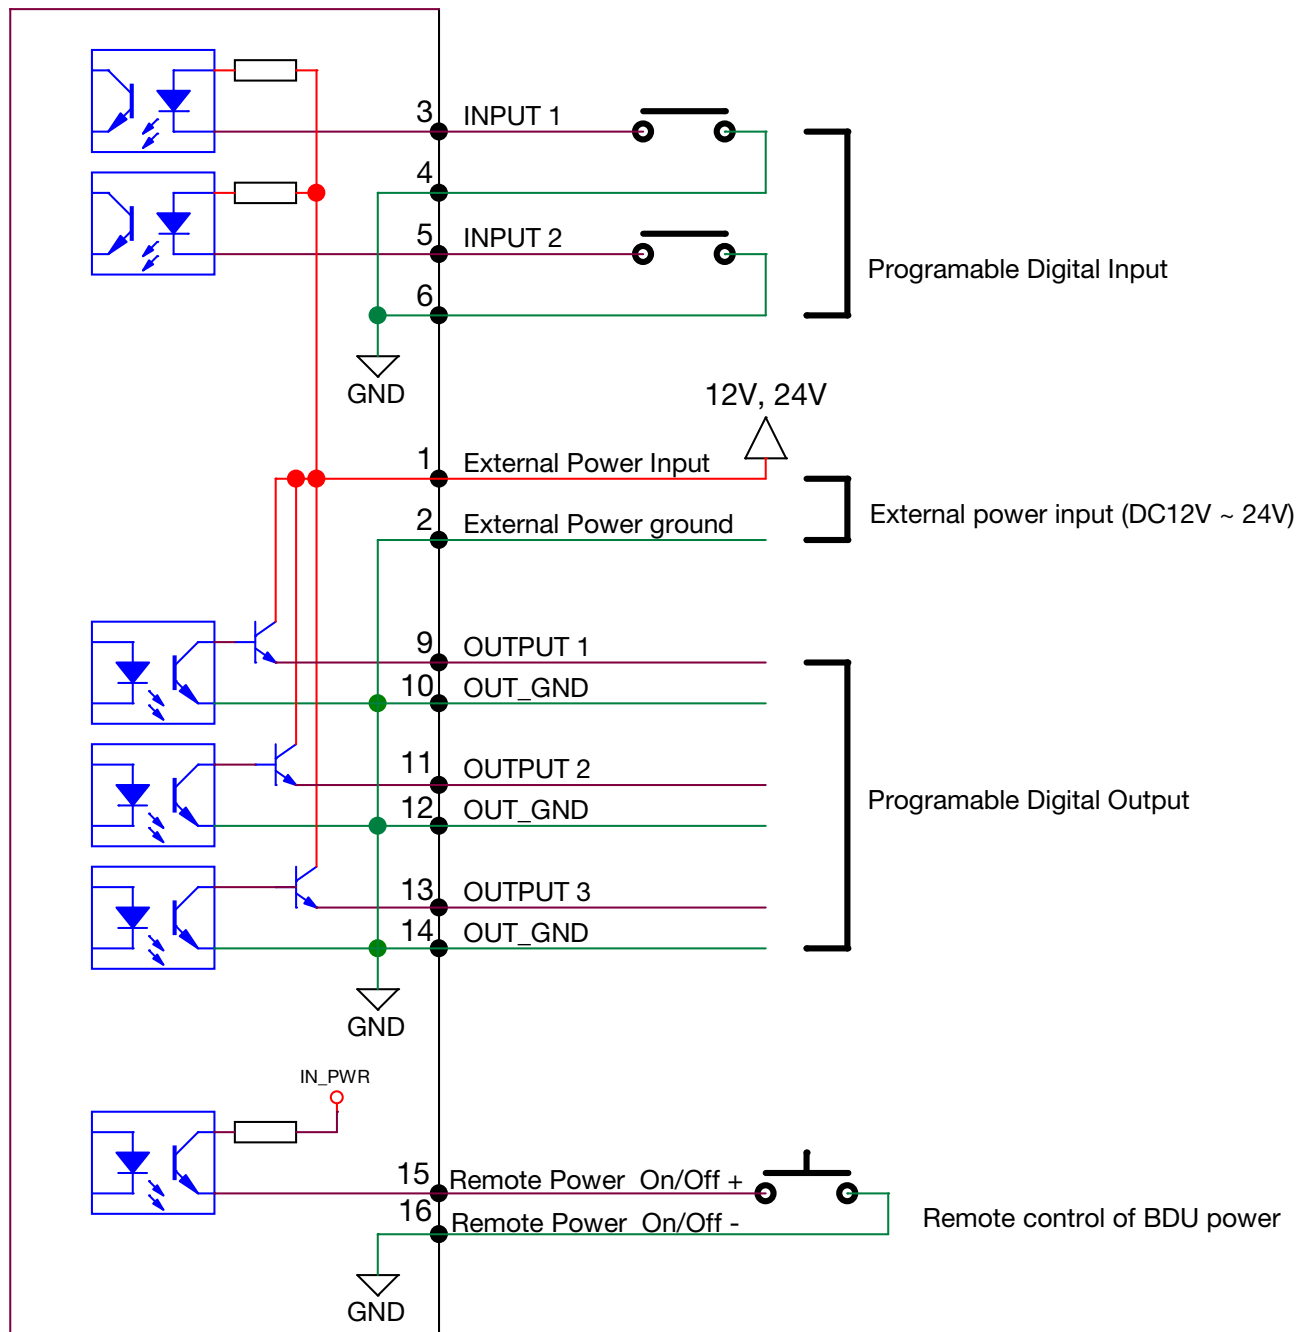 3 INPUT 1
4
5 INPUT 2
6
Programable Digital Input
GND
12V, 24V
1 External Power Input
2 External Power ground
External power input (DC12V ~ 24V)
9 OUTPUT 1
10 OUT_GND
11 OUTPUT 2
12 OUT_GND
Programable Digital Output
13 OUTPUT 3
14 OUT_GND
GND
IN_PWR
15 Remote Power On/Off +
16 Remote Power On/Off -
Remote control of BDU power
GND